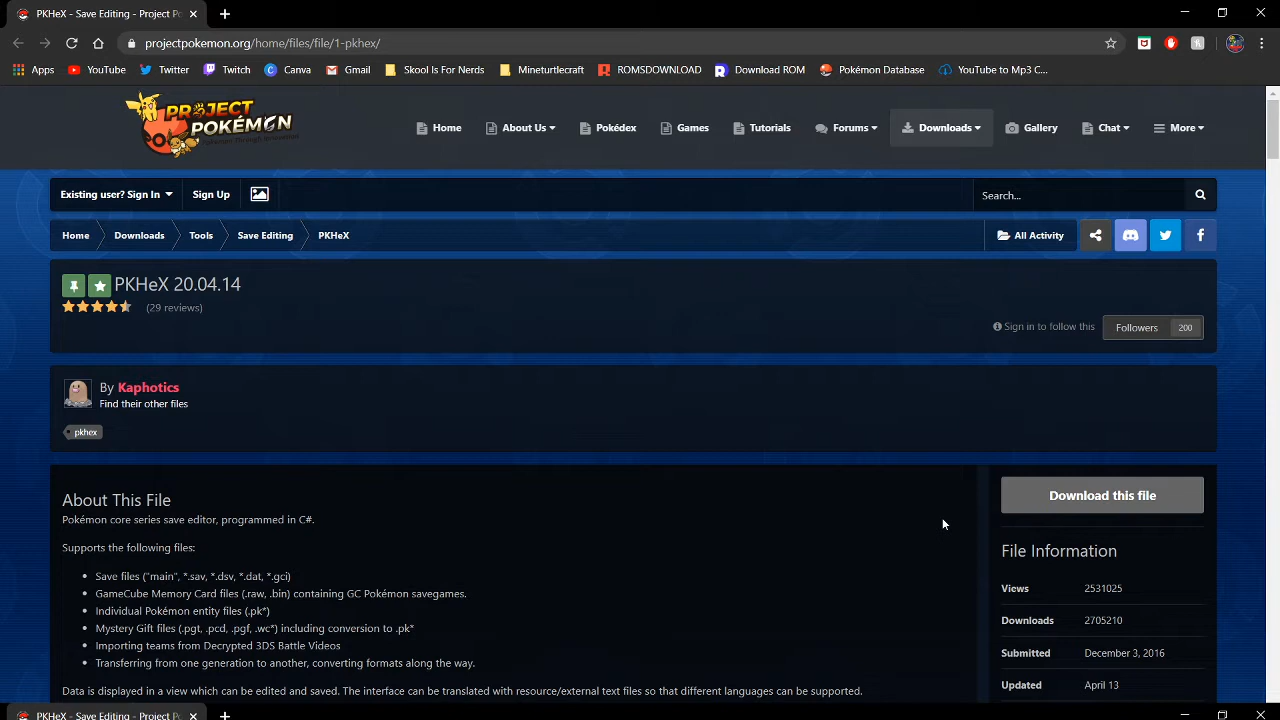 PKHeX - Save Editing - Project Po
projectpokemon.org/home/files/file/1-pkhex/
Apps YouTube Twitter Twitch Canva Gmail Skool Is For Nerds Mineturtlecraft ROMSDOWNLOAD Download ROM Pokémon Database YouTube to Mp3 C...
PROJECT
POKÉMON
Home About Us Pokédex Games Tutorials Forums Downloads Gallery Chat More
Existing user? Sign In Sign Up Search...
Home Downloads Tools Save Editing PKHeX All Activity
PKHeX 20.04.14
(29 reviews)
Sign in to follow this Followers 200
By Kaphotics
Find their other files
pkhex
Download this file
About This File
Pokémon core series save editor, programmed in C#.
Supports the following files:
Save files ("main", *.sav, *.dsv, *.dat, *.gci)
GameCube Memory Card files (.raw, .bin) containing GC Pokémon savegames.
Individual Pokémon entity files (.pk*)
Mystery Gift files (.pgt, .pcd, .pgf, .wc*) including conversion to .pk*
Importing teams from Decrypted 3DS Battle Videos
Transferring from one generation to another, converting formats along the way.
Data is displayed in a view which can be edited and saved. The interface can be translated with resource/external text files so that different languages can be supported.
File Information
Views 2531025
Downloads 2705210
Submitted December 3, 2016
Updated April 13
PKHeX - Save Editing - Project Po